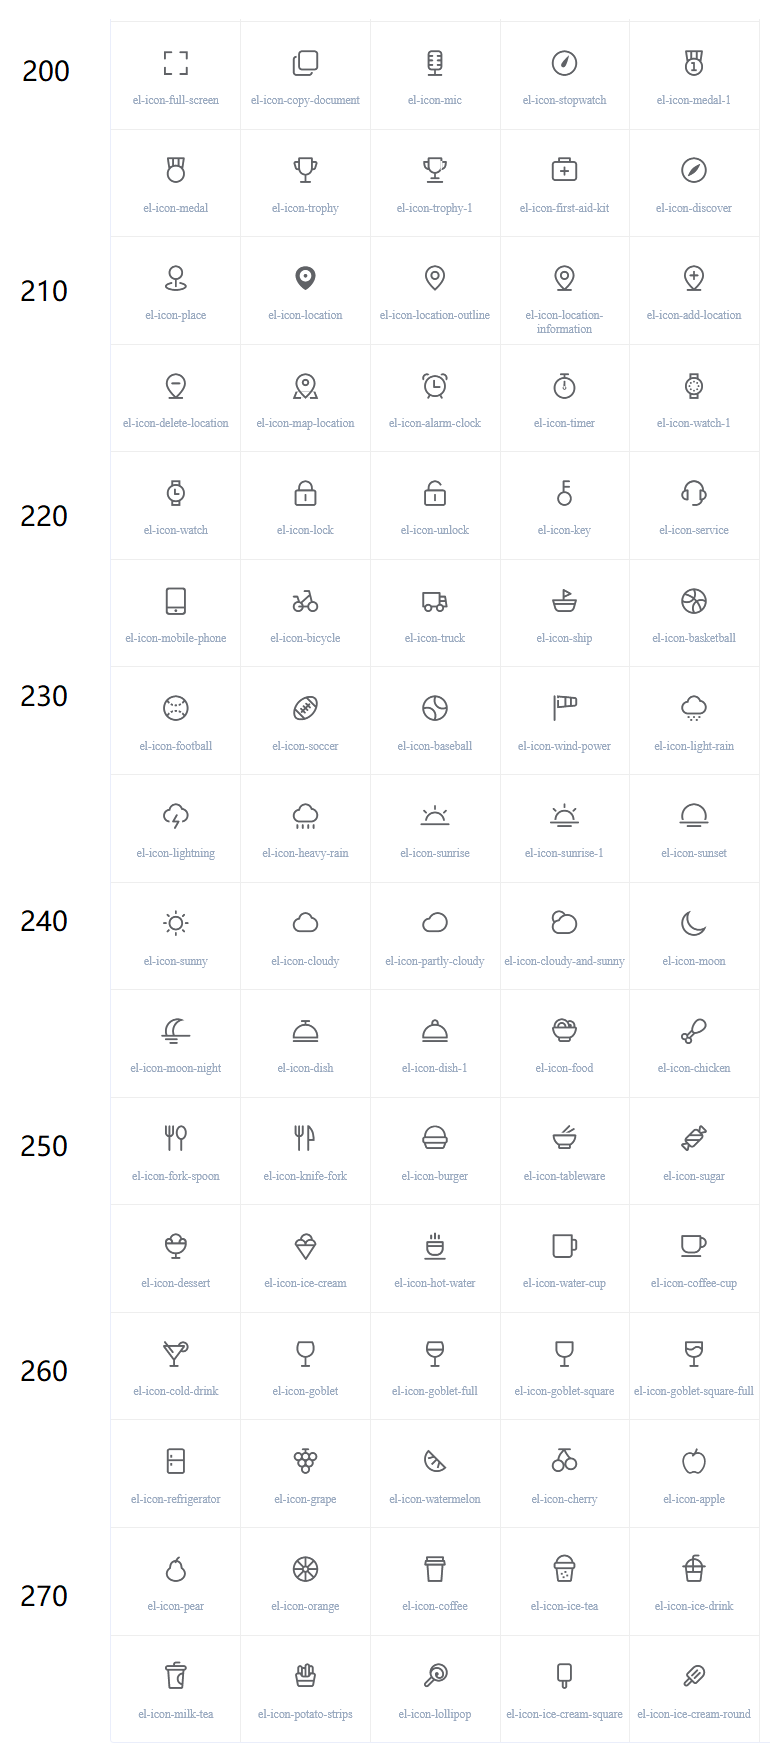 200
el-icon-full-screen
el-icon-copy-document
el-icon-mic
el-icon-stopwatch
el-icon-medal-1
el-icon-medal
el-icon-trophy
el-icon-trophy-1
el-icon-first-aid-kit
el-icon-discover
210
el-icon-place
el-icon-location
el-icon-location-outline
el-icon-location-
information
el-icon-add-location
el-icon-delete-location
el-icon-map-location
el-icon-alarm-clock
el-icon-timer
el-icon-watch-1
220
el-icon-watch
el-icon-lock
el-icon-unlock
el-icon-key
el-icon-service
el-icon-mobile-phone
el-icon-bicycle
el-icon-truck
el-icon-ship
el-icon-basketball
230
el-icon-football
el-icon-soccer
el-icon-baseball
el-icon-wind-power
el-icon-light-rain
el-icon-lightning
el-icon-heavy-rain
el-icon-sunrise
el-icon-sunrise-1
el-icon-sunset
240
el-icon-sunny
el-icon-cloudy
el-icon-partly-cloudy
el-icon-cloudy-and-sunny
el-icon-moon
el-icon-moon-night
el-icon-dish
el-icon-dish-1
el-icon-food
el-icon-chicken
250
el-icon-fork-spoon
el-icon-knife-fork
el-icon-burger
el-icon-tableware
el-icon-sugar
el-icon-dessert
el-icon-ice-cream
el-icon-hot-water
el-icon-water-cup
el-icon-coffee-cup
260
el-icon-cold-drink
el-icon-goblet
el-icon-goblet-full
el-icon-goblet-square
el-icon-goblet-square-full
el-icon-refrigerator
el-icon-grape
el-icon-watermelon
el-icon-cherry
el-icon-apple
270
el-icon-pear
el-icon-orange
el-icon-coffee
el-icon-ice-tea
el-icon-ice-drink
el-icon-milk-tea
el-icon-potato-strips
el-icon-lollipop
el-icon-ice-cream-square
el-icon-ice-cream-round